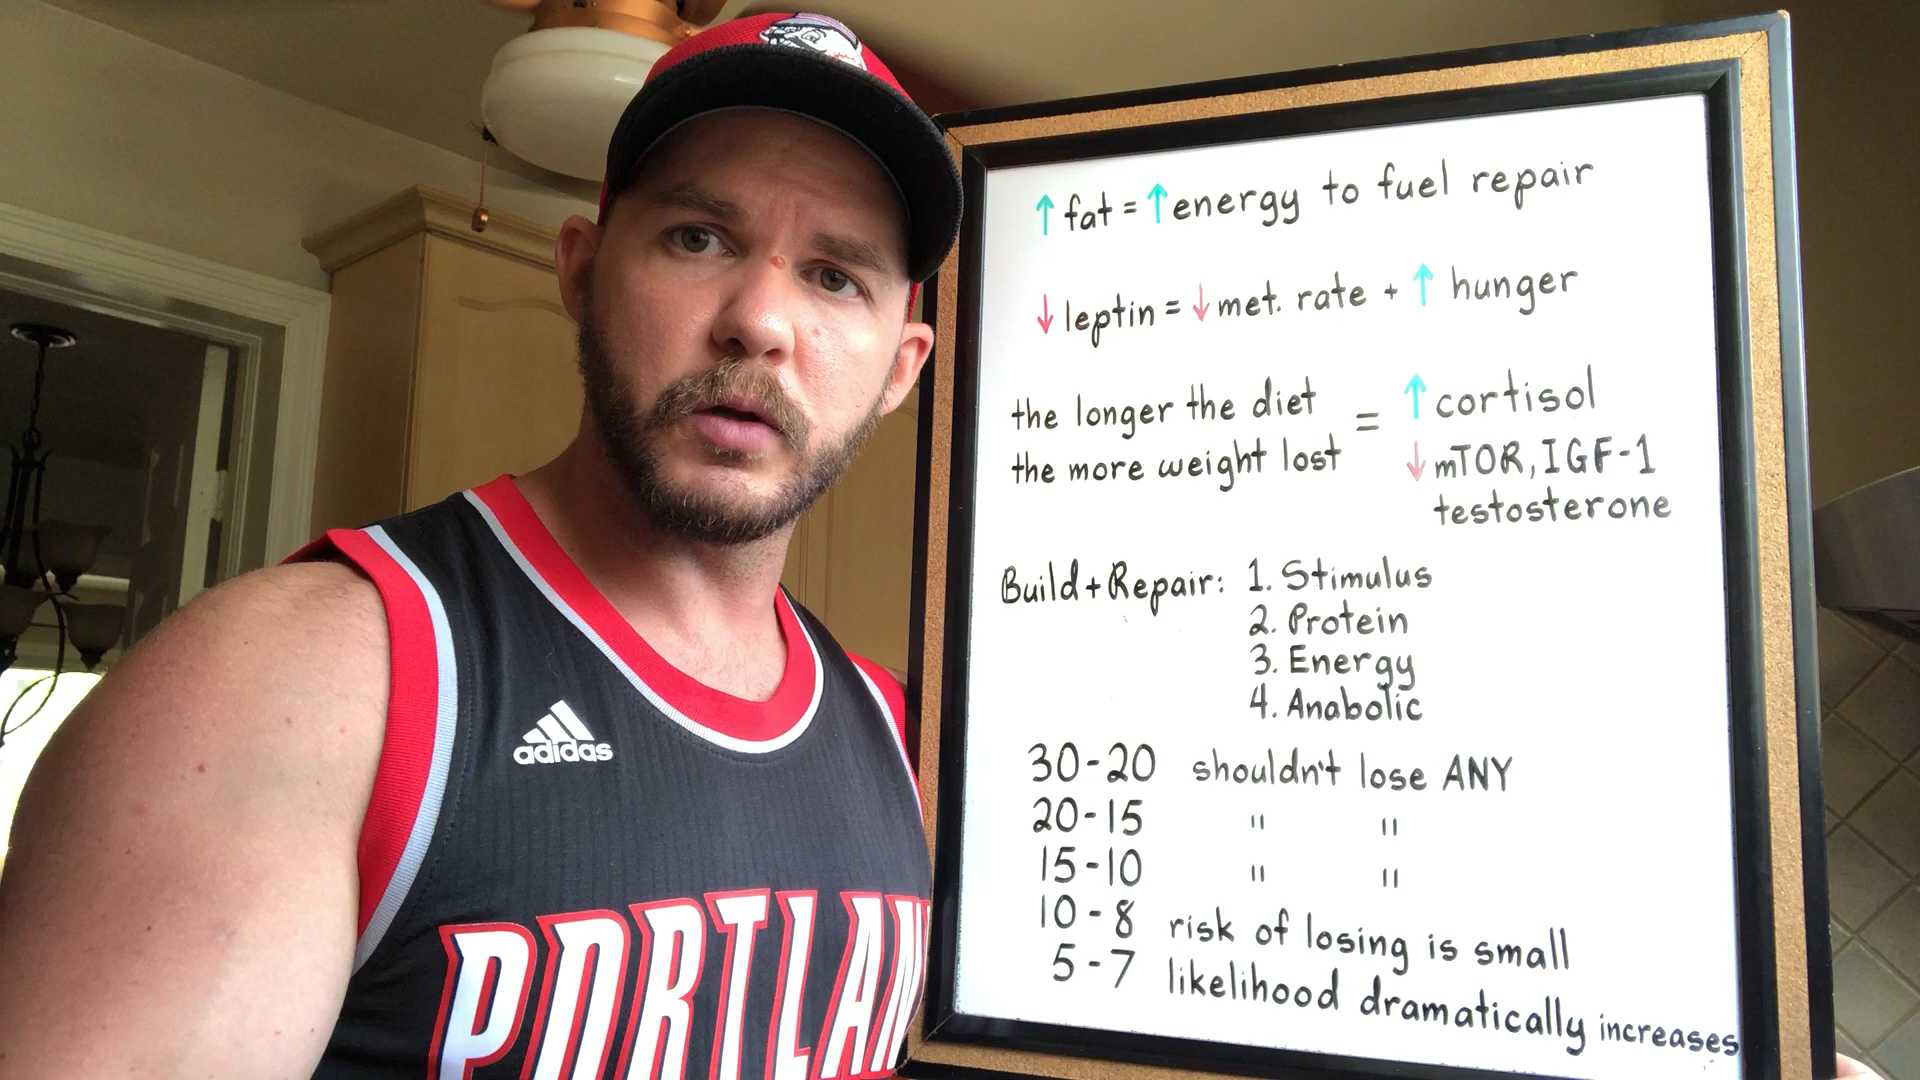 adidas
PORTLAN
↑ fat = ↑ energy to fuel repair
↓ leptin = ↓ met. rate + ↑ hunger
the longer the diet
the more weight lost = ↑ cortisol
↓ mTOR, IGF-1
testosterone
Build + Repair: 1. Stimulus
2. Protein
3. Energy
4. Anabolic
30-20 shouldn't lose ANY
20-15 " "
15-10 " "
10-8 risk of losing is small
5-7 likelihood dramatically increases